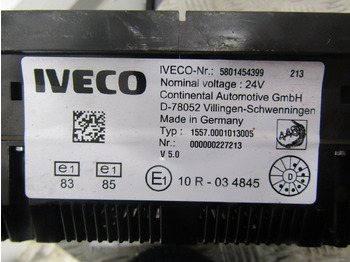 IVECO
IVECO-Nr.: 5801454399 213
Nominal voltage : 24V
Continental Automotive GmbH
D-78052 Villingen-Schwenningen
Made in Germany
Typ : 1557.0001013005
Nr.: 000000227213
V 5.0
e1 e1
83 85
E1 10 R - 03 4845
D